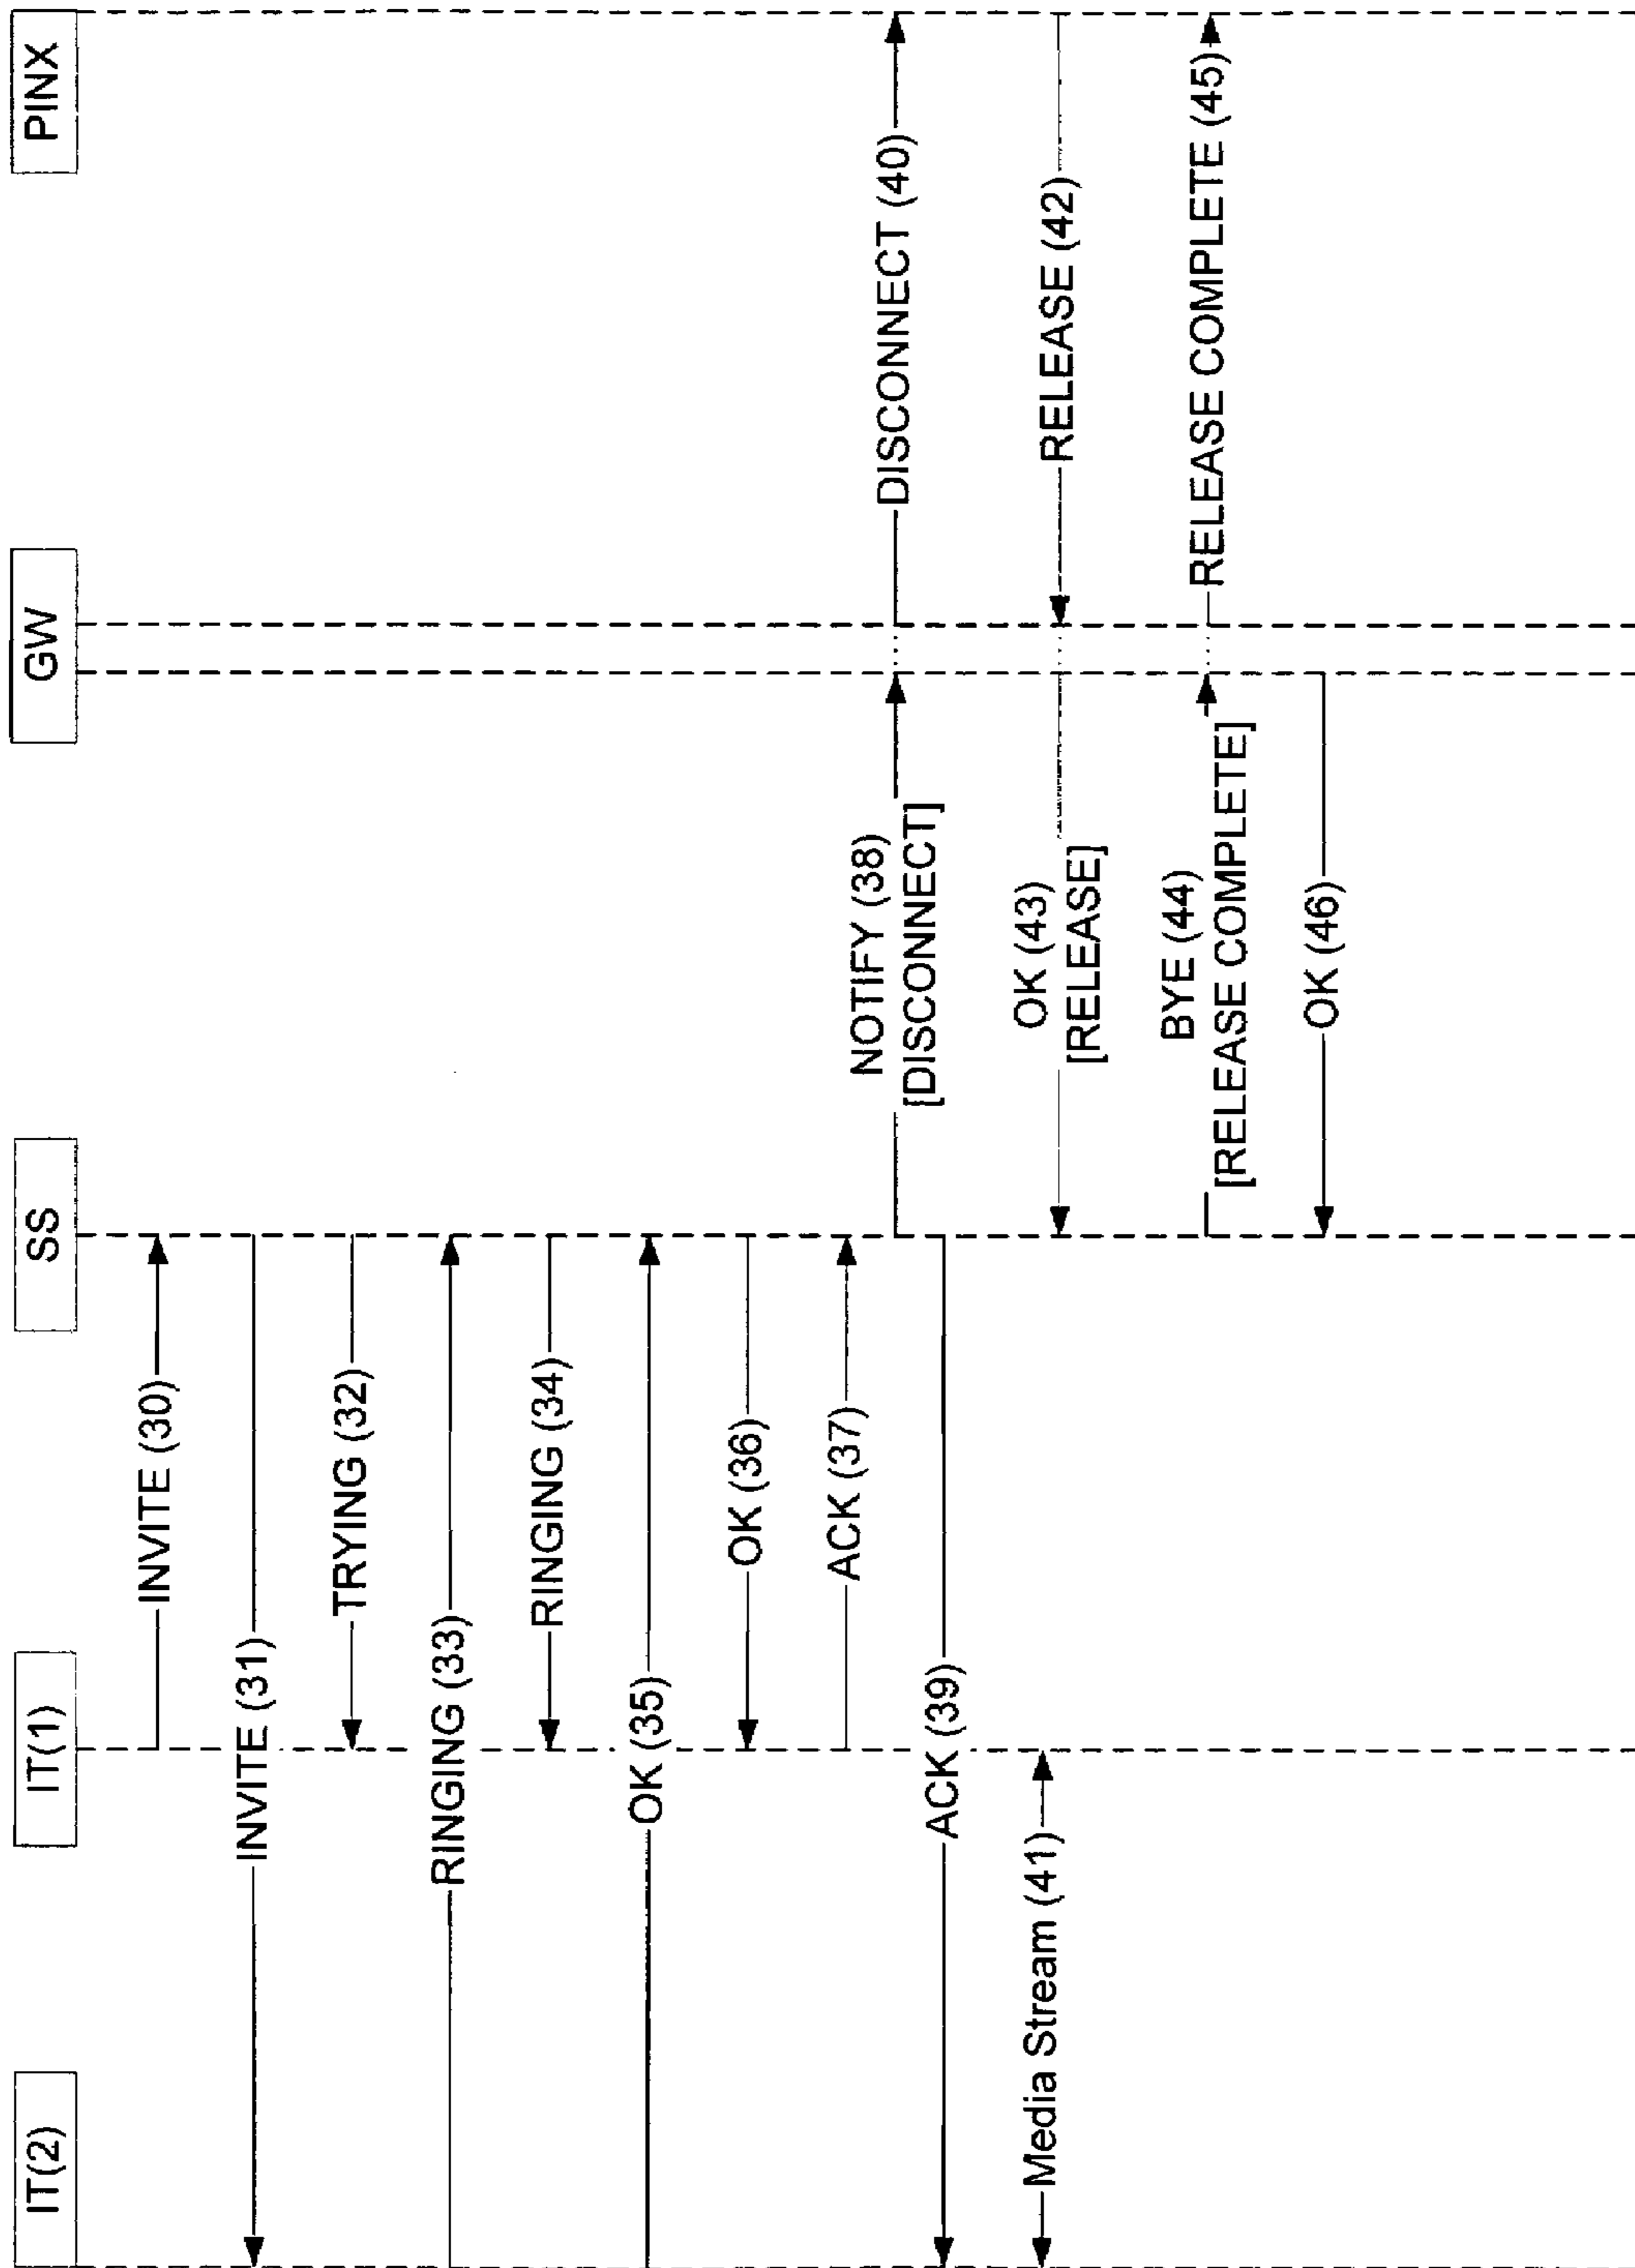 IT(2)
IT(1)
SS
GW
PINX
INVITE (30)
INVITE (31)
TRYING (32)
RINGING (33)
RINGING (34)
OK (35)
OK (36)
ACK (37)
NOTIFY (38)
[DISCONNECT]
DISCONNECT (40)
ACK (39)
Media Stream (41)
OK (43)
[RELEASE]
RELEASE (42)
BYE (44)
[RELEASE COMPLETE]
RELEASE COMPLETE (45)
OK (46)